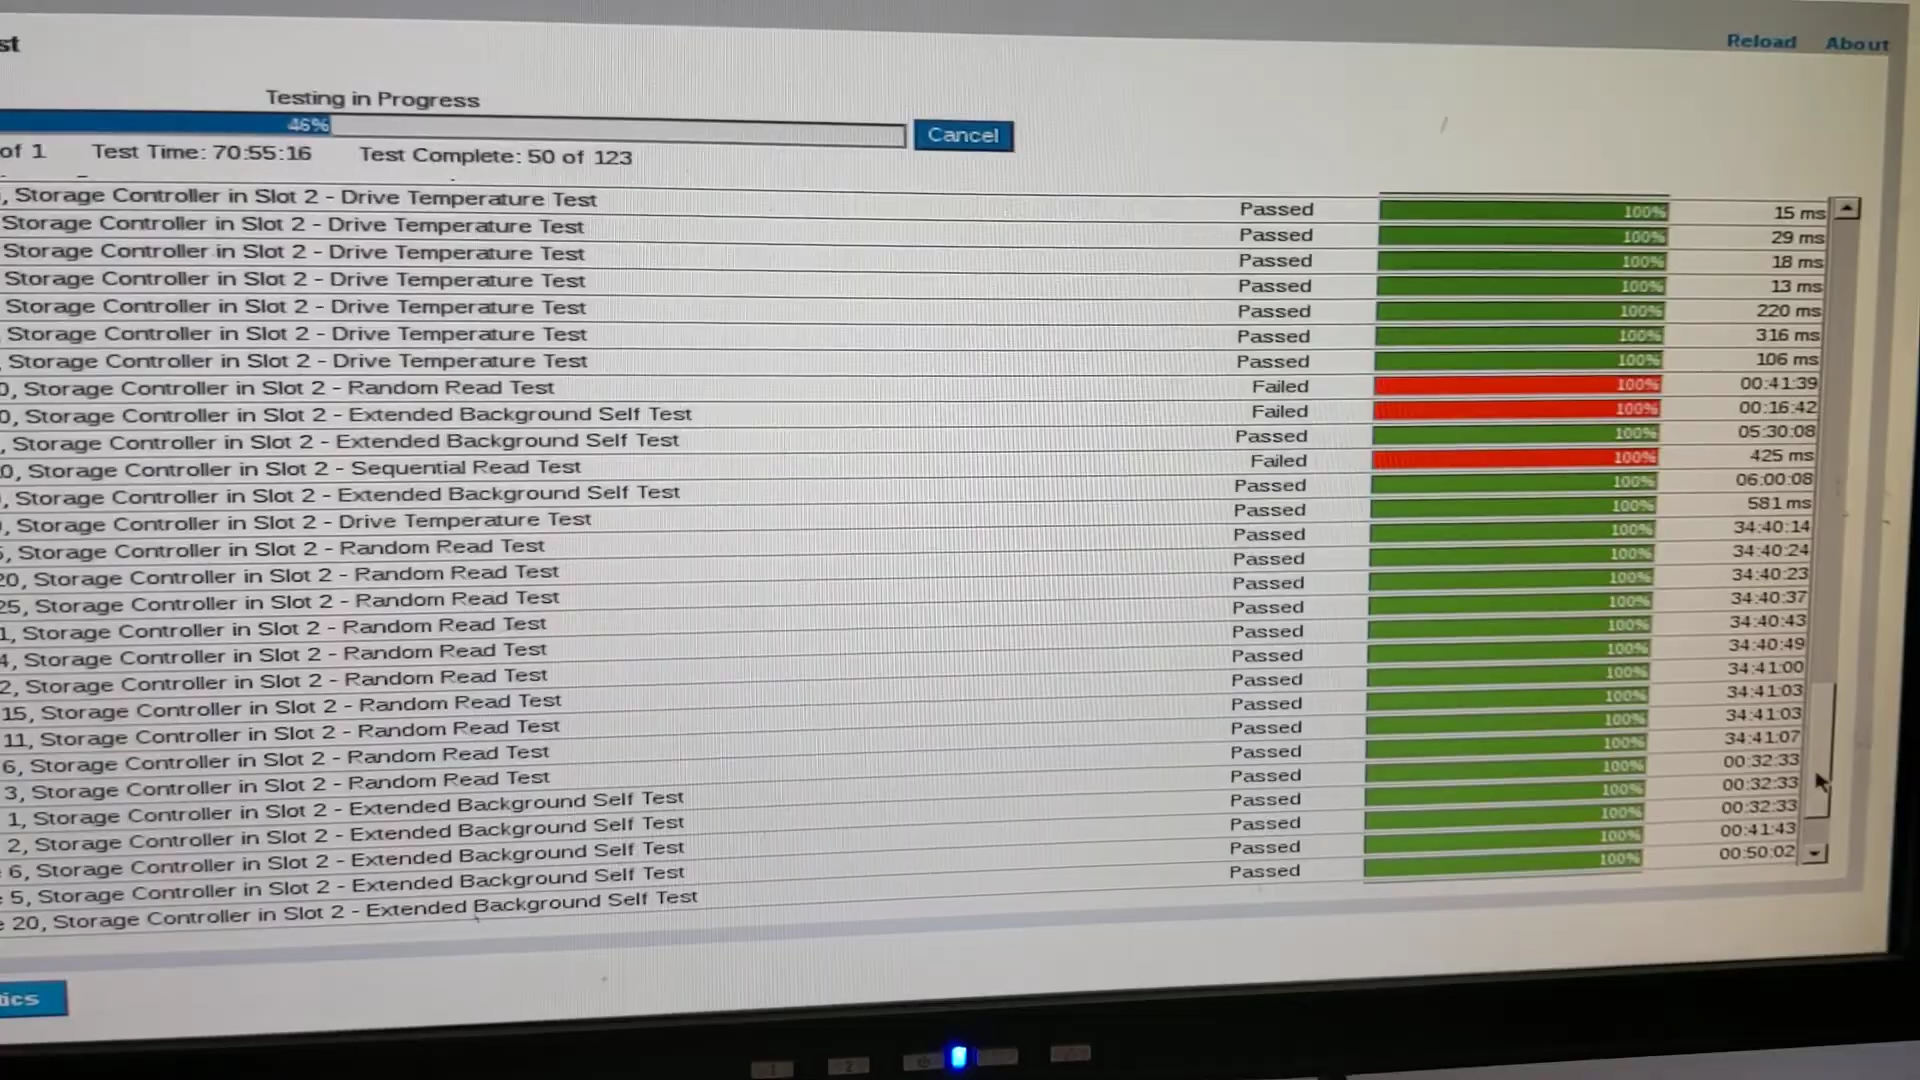 st
Reload About
Testing in Progress
46%
Cancel
of 1 Test Time: 70:55:16 Test Complete: 50 of 123
, Storage Controller in Slot 2 - Drive Temperature Test Passed 100% 15 ms
Storage Controller in Slot 2 - Drive Temperature Test Passed 100% 29 ms
Storage Controller in Slot 2 - Drive Temperature Test Passed 100% 18 ms
Storage Controller in Slot 2 - Drive Temperature Test Passed 100% 13 ms
Storage Controller in Slot 2 - Drive Temperature Test Passed 100% 220 ms
Storage Controller in Slot 2 - Drive Temperature Test Passed 100% 316 ms
, Storage Controller in Slot 2 - Drive Temperature Test Passed 100% 106 ms
0, Storage Controller in Slot 2 - Random Read Test Failed 100% 00:41:39
0, Storage Controller in Slot 2 - Extended Background Self Test Failed 100% 00:16:42
, Storage Controller in Slot 2 - Extended Background Self Test Passed 100% 05:30:08
0, Storage Controller in Slot 2 - Sequential Read Test Failed 100% 425 ms
, Storage Controller in Slot 2 - Extended Background Self Test Passed 100% 06:00:08
, Storage Controller in Slot 2 - Drive Temperature Test Passed 100% 581 ms
5, Storage Controller in Slot 2 - Random Read Test Passed 100% 34:40:14
20, Storage Controller in Slot 2 - Random Read Test Passed 100% 34:40:24
25, Storage Controller in Slot 2 - Random Read Test Passed 100% 34:40:23
1, Storage Controller in Slot 2 - Random Read Test Passed 100% 34:40:37
4, Storage Controller in Slot 2 - Random Read Test Passed 100% 34:40:43
2, Storage Controller in Slot 2 - Random Read Test Passed 100% 34:40:49
15, Storage Controller in Slot 2 - Random Read Test Passed 100% 34:41:00
11, Storage Controller in Slot 2 - Random Read Test Passed 100% 34:41:03
6, Storage Controller in Slot 2 - Random Read Test Passed 100% 34:41:03
3, Storage Controller in Slot 2 - Random Read Test Passed 100% 34:41:07
1, Storage Controller in Slot 2 - Extended Background Self Test Passed 100% 00:32:33
2, Storage Controller in Slot 2 - Extended Background Self Test Passed 100% 00:32:33
6, Storage Controller in Slot 2 - Extended Background Self Test Passed 100% 00:32:33
5, Storage Controller in Slot 2 - Extended Background Self Test Passed 100% 00:41:43
e 20, Storage Controller in Slot 2 - Extended Background Self Test Passed 100% 00:50:02
tics